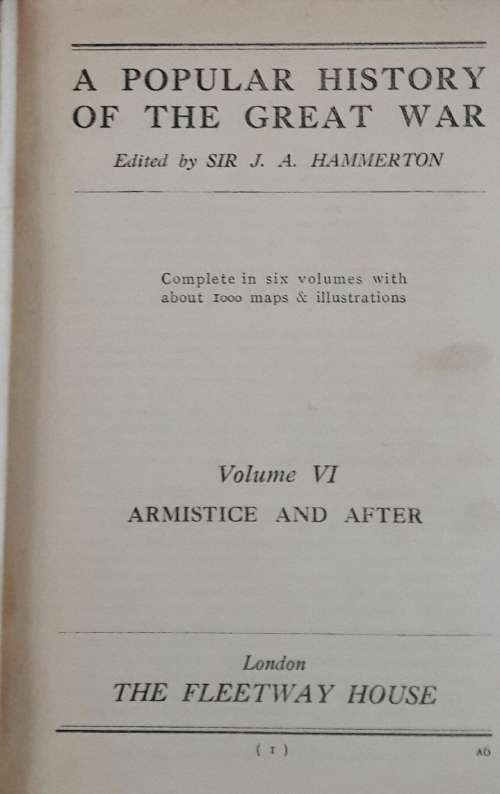 A POPULAR HISTORY
OF THE GREAT WAR
Edited by SIR J. A. HAMMERTON
Complete in six volumes with
about 1000 maps & illustrations
Volume VI
ARMISTICE AND AFTER
London
THE FLEETWAY HOUSE
( 1 )
A6